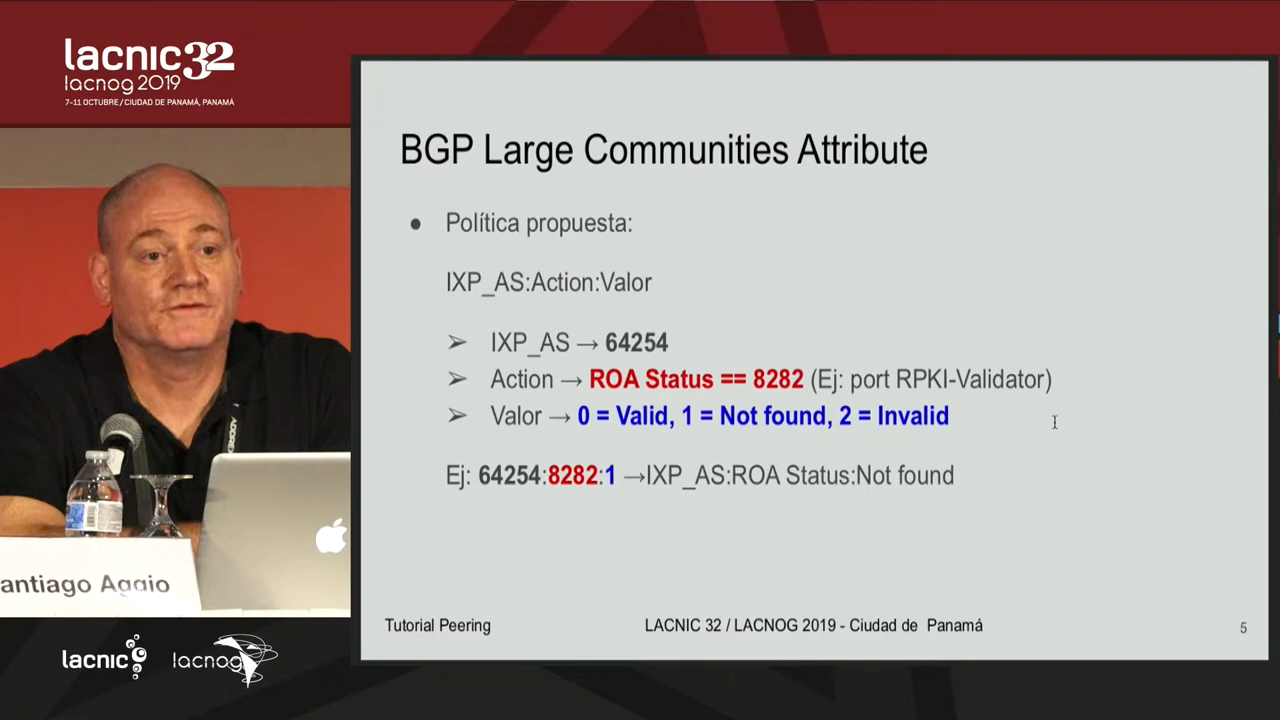 lacnic32
lacnog 2019
7-11 OCTUBRE / CIUDAD DE PANAMÁ, PANAMÁ
BGP Large Communities Attribute
● Política propuesta:
IXP_AS:Action:Valor
➢ IXP_AS → 64254
➢ Action → ROA Status == 8282 (Ej: port RPKI-Validator)
➢ Valor → 0 = Valid, 1 = Not found, 2 = Invalid
Ej: 64254:8282:1 →IXP_AS:ROA Status:Not found
Tutorial Peering
LACNIC 32 / LACNOG 2019 - Ciudad de Panamá
5
antiago Aggio
lacnic
lacnog